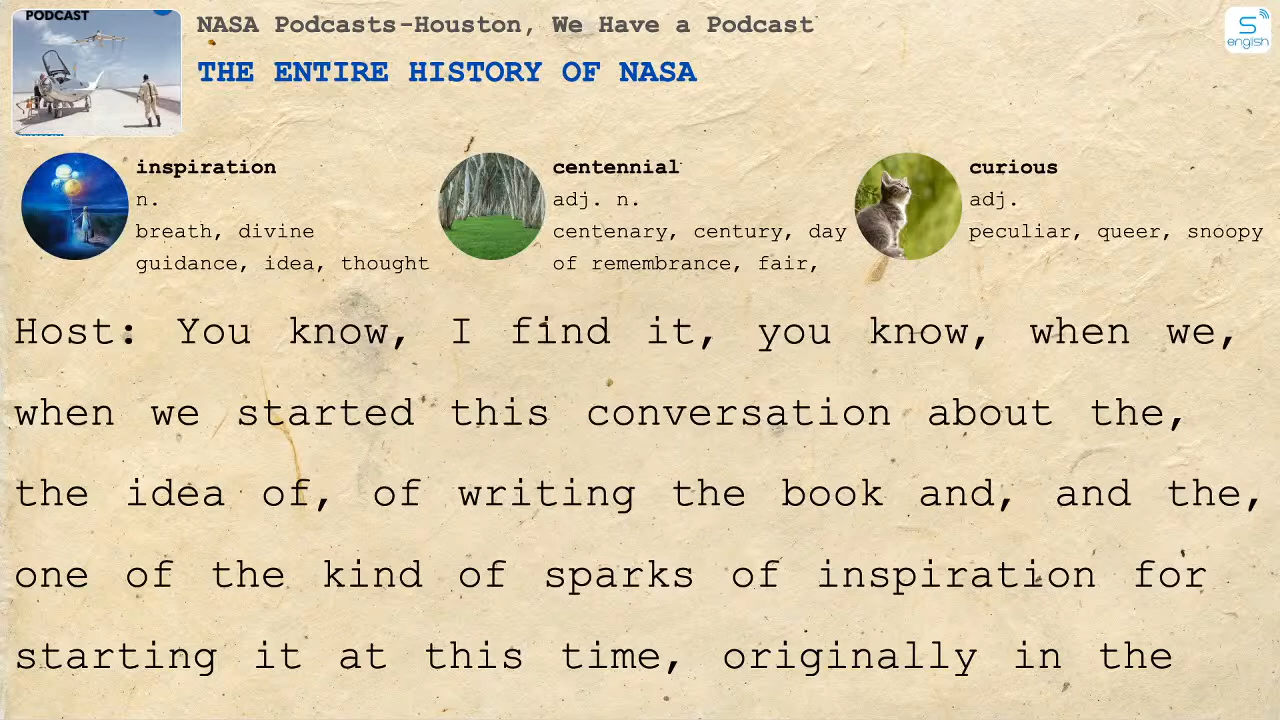 PODCAST
NASA Podcasts-Houston, We Have a Podcast
THE ENTIRE HISTORY OF NASA
S
english
inspiration
n.
breath, divine
guidance, idea, thought
centennial
adj. n.
centenary, century, day
of remembrance, fair,
curious
adj.
peculiar, queer, snoopy
Host: You know, I find it, you know, when we,
when we started this conversation about the,
the idea of, of writing the book and, and the,
one of the kind of sparks of inspiration for
starting it at this time, originally in the